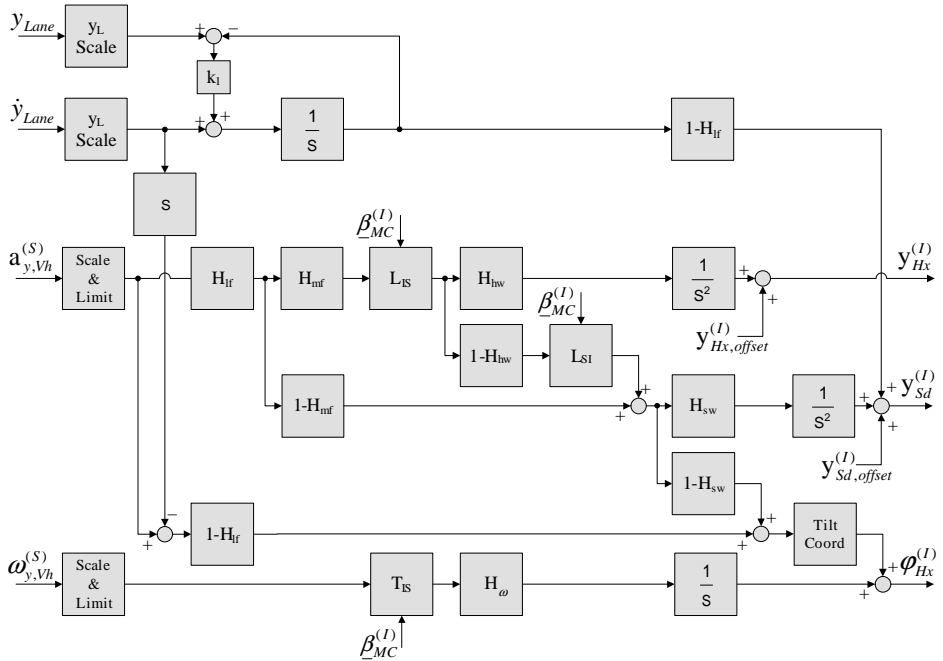 y_Lane
y_L Scale
+ −
k_l
ẏ_Lane
y_L Scale
+ +
1/S
1-H_lf
S
β_MC^(I)
a_y,Vh^(S)
Scale & Limit
H_lf
H_mf
L_IS
H_hw
1/S²
+
+
y_Hx^(I)
β_MC^(I)
y_Hx,offset^(I)
1-H_hw
L_SI
+
1-H_mf
+
H_sw
1/S²
+ + +
y_Sd^(I)
y_Sd,offset^(I)
1-H_sw
−
+
1-H_lf
+ +
Tilt Coord
ω_y,Vh^(S)
Scale & Limit
T_IS
H_ω
1/S
+
+
φ_Hx^(I)
β_MC^(I)